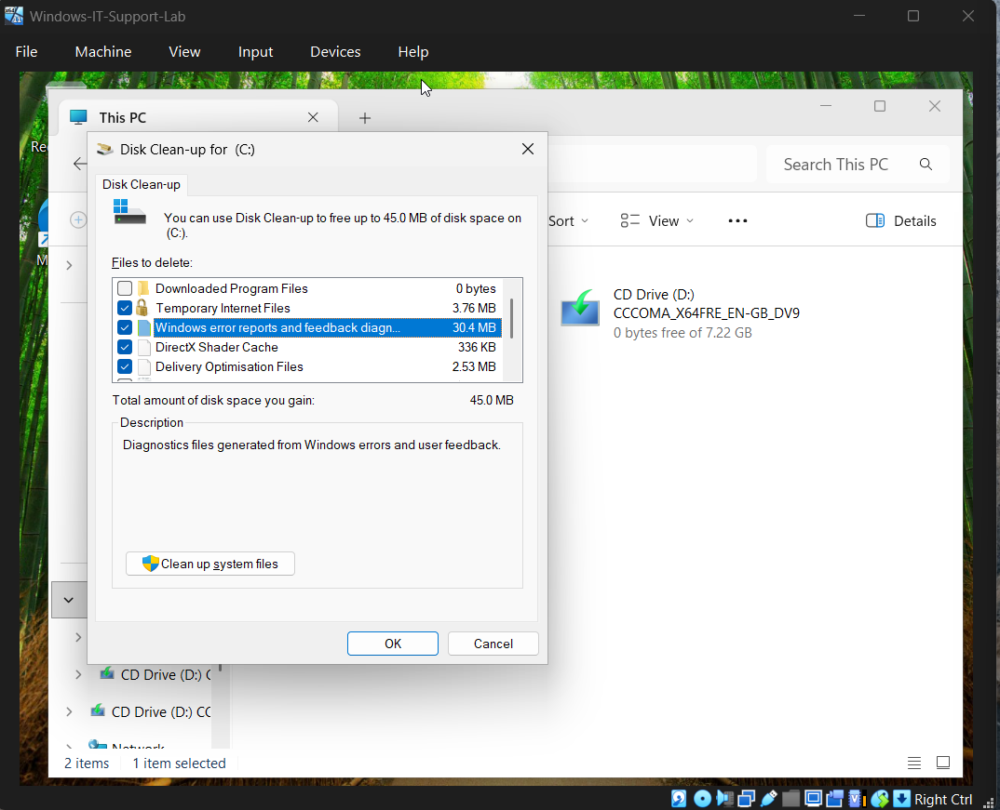 Windows-IT-Support-Lab
File Machine View Input Devices Help
This PC
Disk Clean-up for (C:)
Search This PC
Disk Clean-up
You can use Disk Clean-up to free up to 45.0 MB of disk space on
(C:).
Sort View Details
Files to delete:
Downloaded Program Files 0 bytes
Temporary Internet Files 3.76 MB
Windows error reports and feedback diagn... 30.4 MB
DirectX Shader Cache 336 KB
Delivery Optimisation Files 2.53 MB
CD Drive (D:)
CCCOMA_X64FRE_EN-GB_DV9
0 bytes free of 7.22 GB
Total amount of disk space you gain: 45.0 MB
Description
Diagnostics files generated from Windows errors and user feedback.
Clean up system files
OK Cancel
CD Drive (D:) C
CD Drive (D:) CC
Network
2 items 1 item selected
Right Ctrl